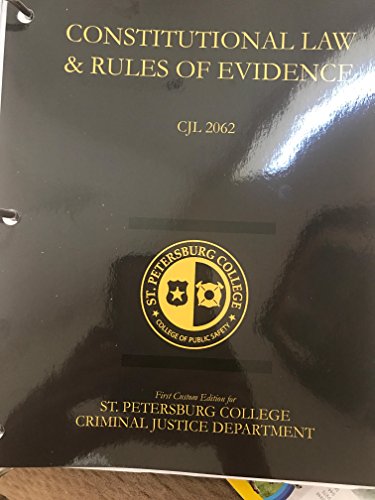 CONSTITUTIONAL LAW
& RULES OF EVIDENCE
CJL 2062
ST. PETERSBURG COLLEGE
COLLEGE OF PUBLIC SAFETY
First Custom Edition for
ST. PETERSBURG COLLEGE
CRIMINAL JUSTICE DEPARTMENT